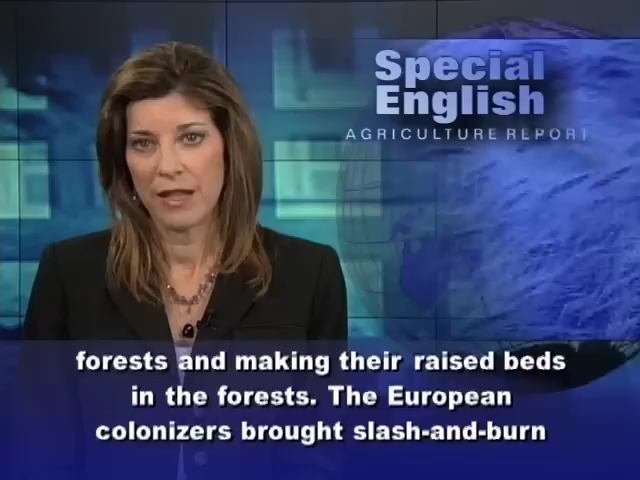 Special
English
AGRICULTURE REPORT
forests and making their raised beds
in the forests. The European
colonizers brought slash-and-burn